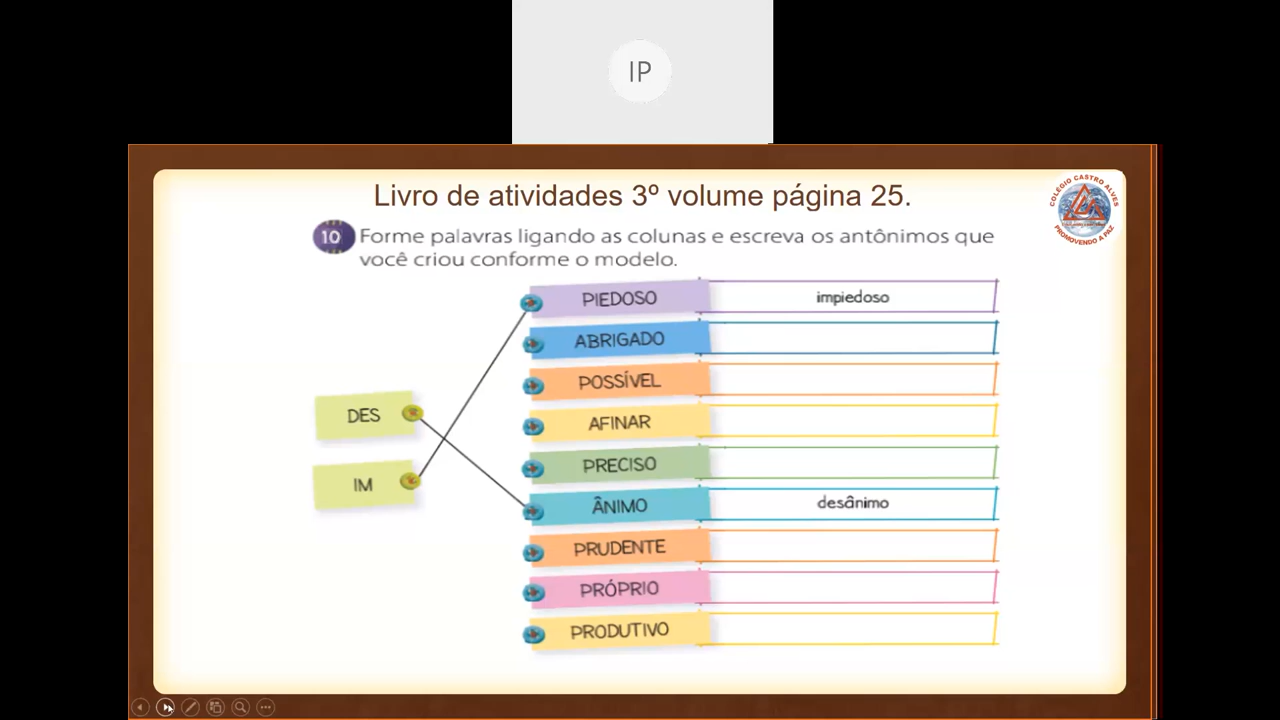 IP
Livro de atividades 3º volume página 25.
COLÉGIO CASTRO ALVES
PROMOVENDO A PAZ
10 Forme palavras ligando as colunas e escreva os antônimos que
você criou conforme o modelo.
PIEDOSO impiedoso
ABRIGADO
POSSÍVEL
DES
AFINAR
PRECISO
IM
ÂNIMO desânimo
PRUDENTE
PRÓPRIO
PRODUTIVO